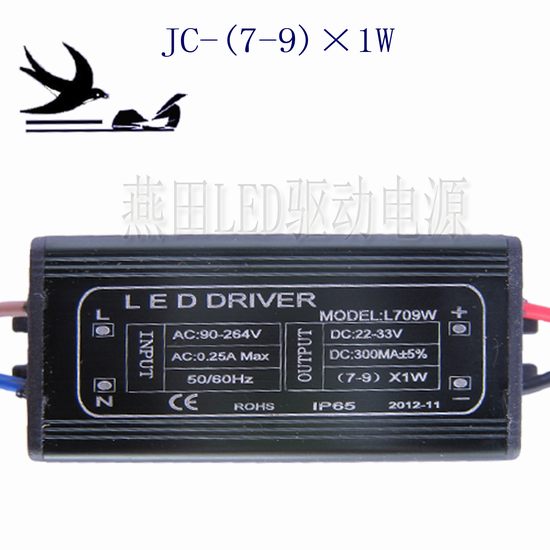 JC-(7-9)×1W
燕田LED驱动电源
LED DRIVER
MODEL:L709W
L
N
INPUT
AC:90-264V
AC:0.25A Max
50/60Hz
OUTPUT
DC:22-33V
DC:300MA±5%
(7-9) X1W
+
-
CE
ROHS
IP65
2012-11